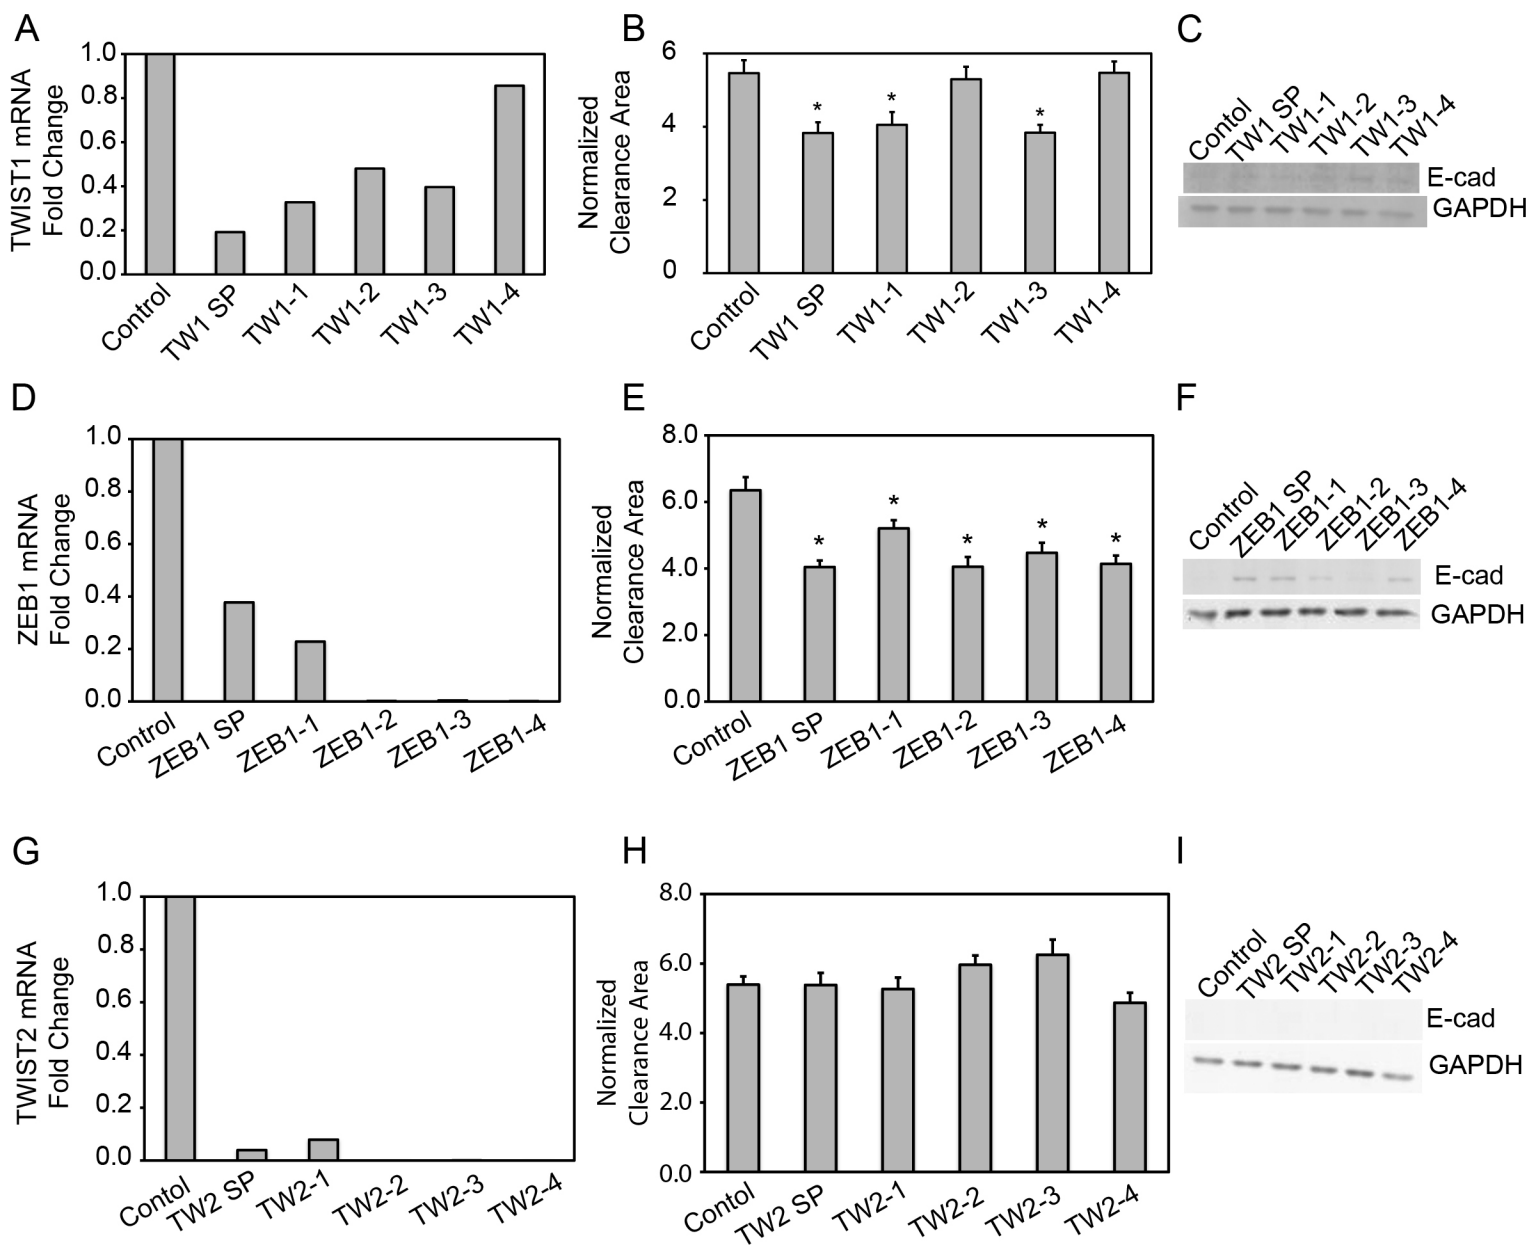 A
TWIST1 mRNA
Fold Change
1.0
0.8
0.6
0.4
0.2
0.0
Control
TW1 SP
TW1-1
TW1-2
TW1-3
TW1-4
B
Normalized
Clearance Area
6
4
2
0
*
*
*
Control
TW1 SP
TW1-1
TW1-2
TW1-3
TW1-4
C
Control
TW1 SP
TW1-1
TW1-2
TW1-3
TW1-4
E-cad
GAPDH
D
ZEB1 mRNA
Fold Change
1.0
0.8
0.6
0.4
0.2
0.0
Control
ZEB1 SP
ZEB1-1
ZEB1-2
ZEB1-3
ZEB1-4
E
Normalized
Clearance Area
8.0
6.0
4.0
2.0
0.0
*
*
*
*
*
Control
ZEB1 SP
ZEB1-1
ZEB1-2
ZEB1-3
ZEB1-4
F
Control
ZEB1 SP
ZEB1-1
ZEB1-2
ZEB1-3
ZEB1-4
E-cad
GAPDH
G
TWIST2 mRNA
Fold Change
1.0
0.8
0.6
0.4
0.2
0.0
Contol
TW2 SP
TW2-1
TW2-2
TW2-3
TW2-4
H
Normalized
Clearance Area
8.0
6.0
4.0
2.0
0.0
Contol
TW2 SP
TW2-1
TW2-2
TW2-3
TW2-4
I
Control
TW2 SP
TW2-1
TW2-2
TW2-3
TW2-4
E-cad
GAPDH